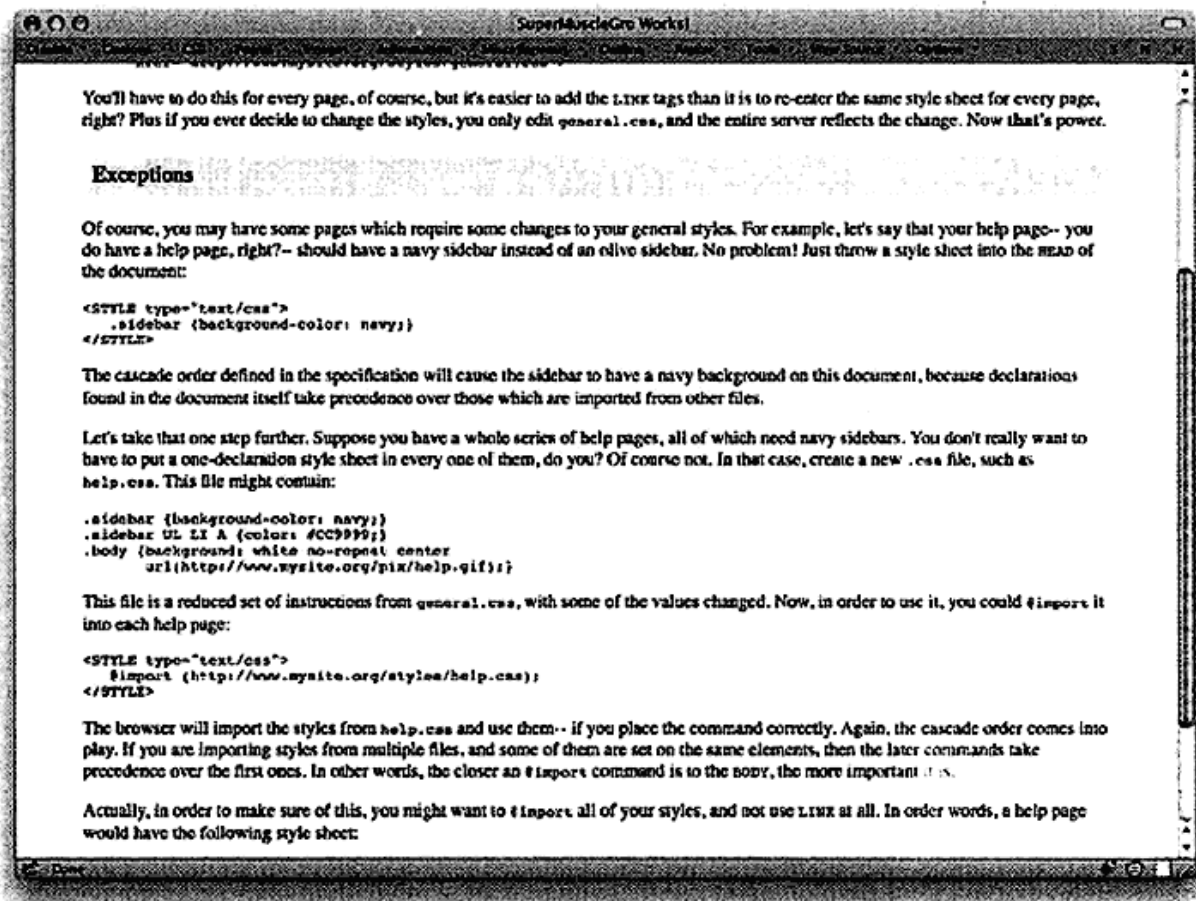 SuperMuscleGro Works!
You'll have to do this for every page, of course, but it's easier to add the LINK tags than it is to re-enter the same style sheet for every page,
right? Plus if you ever decide to change the styles, you only edit general.css, and the entire server reflects the change. Now that's power.
Exceptions
Of course, you may have some pages which require some changes to your general styles. For example, let's say that your help page-- you
do have a help page, right?-- should have a navy sidebar instead of an olive sidebar. No problem! Just throw a style sheet into the HEAD of
the document:
<STYLE type="text/css">
.sidebar {background-color: navy;}
</STYLE>
The cascade order defined in the specification will cause the sidebar to have a navy background on this document, because declarations
found in the document itself take precedence over those which are imported from other files.
Let's take that one step further. Suppose you have a whole series of help pages, all of which need navy sidebars. You don't really want to
have to put a one-declaration style sheet in every one of them, do you? Of course not. In that case, create a new .css file, such as
help.css. This file might contain:
.sidebar {background-color: navy;}
.sidebar UL LI A {color: #CC9999;}
.body {background: white no-repeat center
url(http://www.mysite.org/pix/help.gif);}
This file is a reduced set of instructions from general.css, with some of the values changed. Now, in order to use it, you could @import it
into each help page:
<STYLE type="text/css">
@import (http://www.mysite.org/styles/help.css);
</STYLE>
The browser will import the styles from help.css and use them-- if you place the command correctly. Again, the cascade order comes into
play. If you are importing styles from multiple files, and some of them are set on the same elements, then the later commands take
precedence over the first ones. In other words, the closer an @import command is to the BODY, the more important it is.
Actually, in order to make sure of this, you might want to @import all of your styles, and not use LINK at all. In order words, a help page
would have the following style sheet:
Done